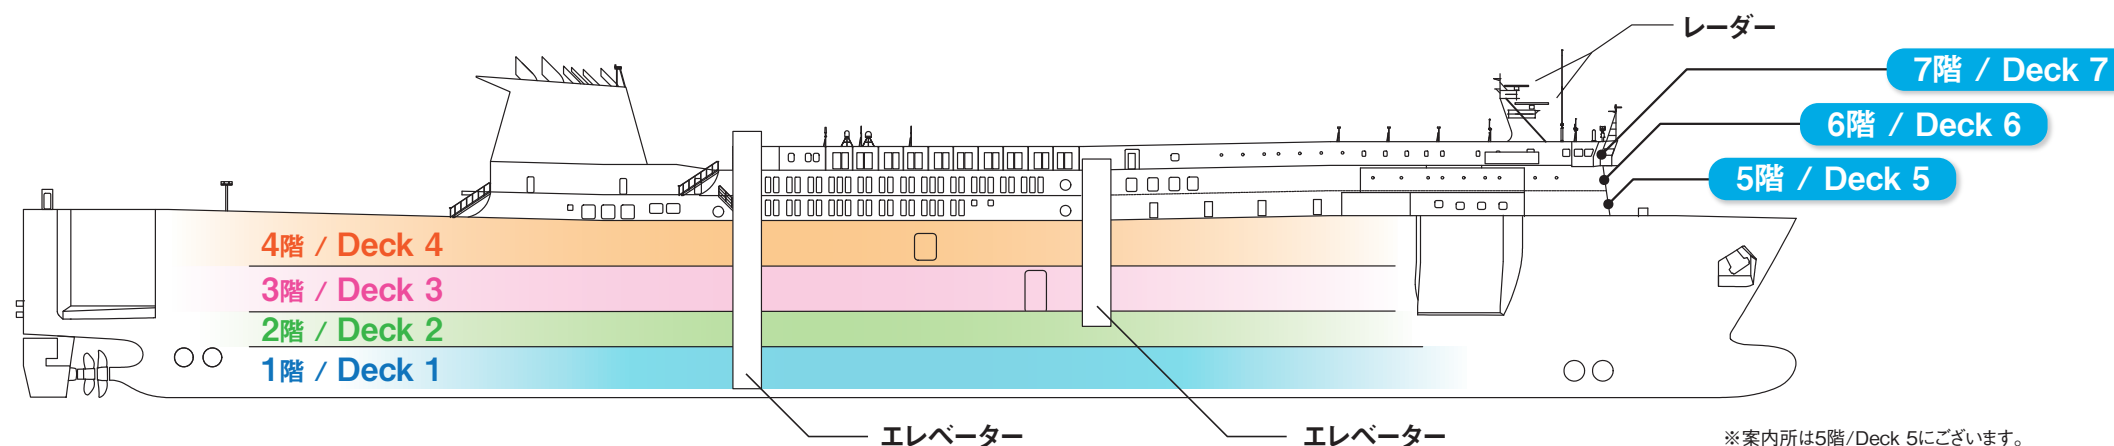 レーダー
7階 / Deck 7
6階 / Deck 6
5階 / Deck 5
4階 / Deck 4
3階 / Deck 3
2階 / Deck 2
1階 / Deck 1
エレベーター
エレベーター
※案内所は5階/Deck 5にございます。